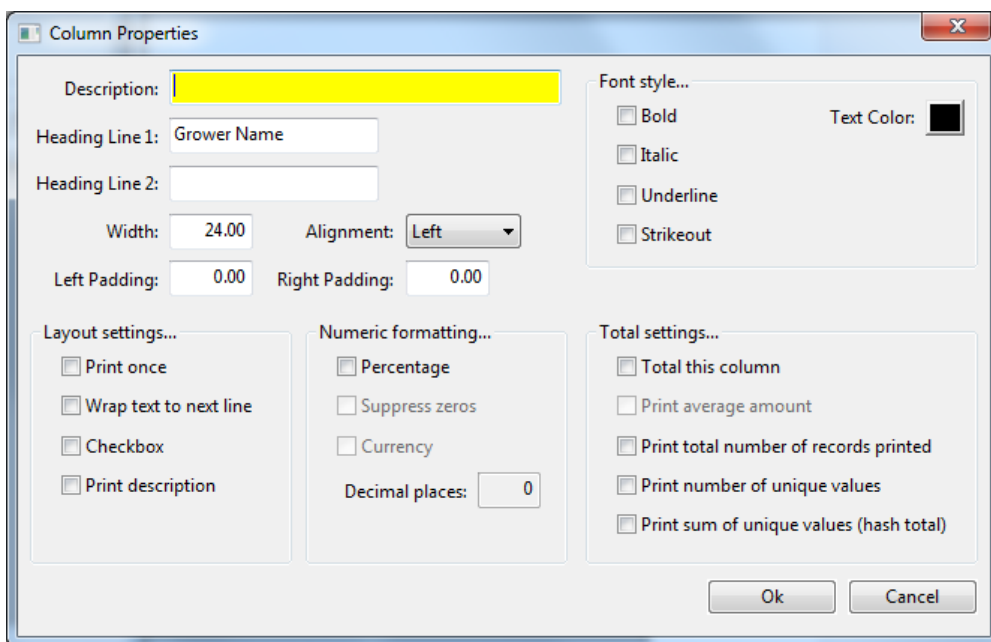 Column Properties
Description:
Heading Line 1: Grower Name
Heading Line 2:
Width: 24.00 Alignment: Left
Left Padding: 0.00 Right Padding: 0.00
Font style...
Bold Text Color:
Italic
Underline
Strikeout
Layout settings...
Print once
Wrap text to next line
Checkbox
Print description
Numeric formatting...
Percentage
Suppress zeros
Currency
Decimal places: 0
Total settings...
Total this column
Print average amount
Print total number of records printed
Print number of unique values
Print sum of unique values (hash total)
Ok Cancel